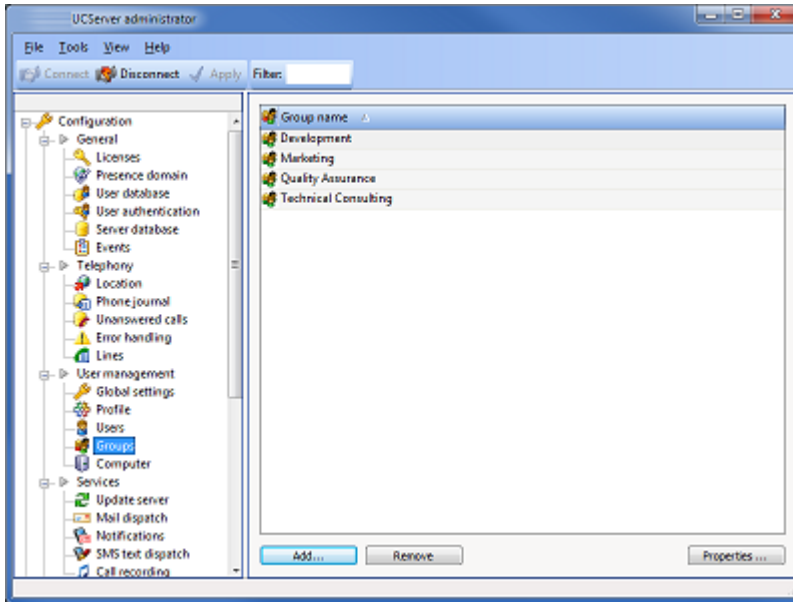 UCServer administrator
File Tools View Help
Connect Disconnect Apply Filter:
Configuration
General
Licenses
Presence domain
User database
User authentication
Server database
Events
Telephony
Location
Phone journal
Unanswered calls
Error handling
Lines
User management
Global settings
Profile
Users
Groups
Computer
Services
Update server
Mail dispatch
Notifications
SMS text dispatch
Call recording
Group name
Development
Marketing
Quality Assurance
Technical Consulting
Add... Remove Properties ...